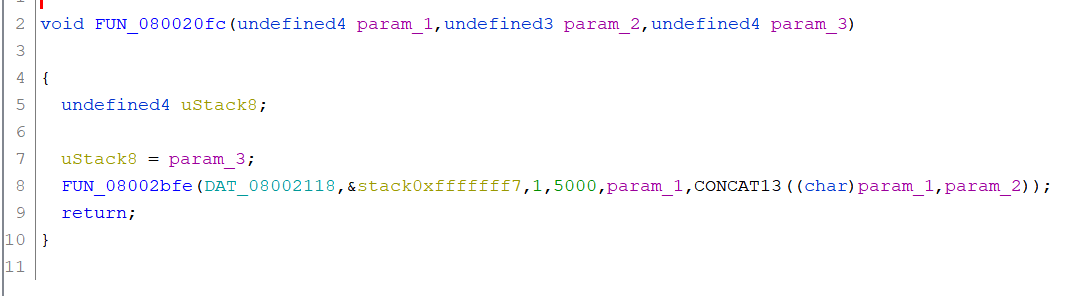 2 void FUN_080020fc(undefined4 param_1,undefined3 param_2,undefined4 param_3)
3
4 {
5 undefined4 uStack8;
6
7 uStack8 = param_3;
8 FUN_08002bfe(DAT_08002118,&stack0xfffffff7,1,5000,param_1,CONCAT13((char)param_1,param_2));
9 return;
10 }
11